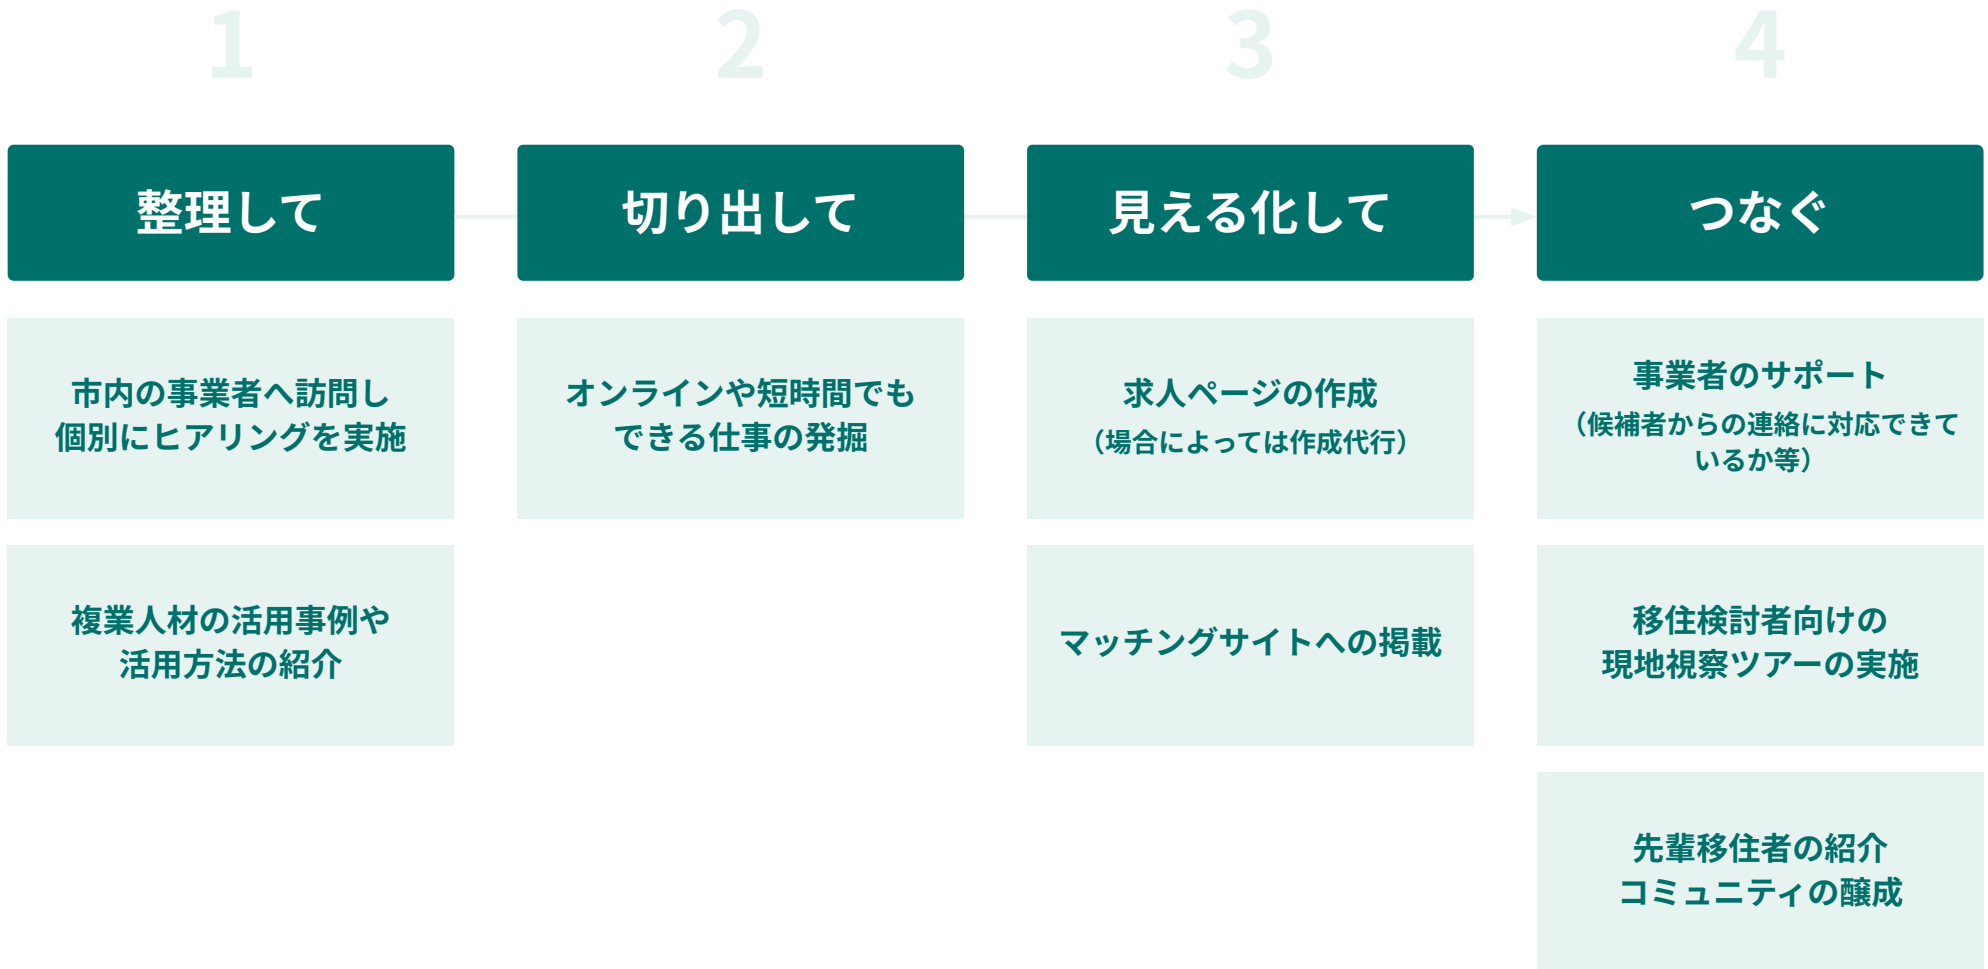 1
整理して
市内の事業者へ訪問し
個別にヒアリングを実施
複業人材の活用事例や
活用方法の紹介
2
切り出して
オンラインや短時間でも
できる仕事の発掘
3
見える化して
求人ページの作成
（場合によっては作成代行）
マッチングサイトへの掲載
4
つなぐ
事業者のサポート
（候補者からの連絡に対応できて
いるか等）
移住検討者向けの
現地視察ツアーの実施
先輩移住者の紹介
コミュニティの醸成